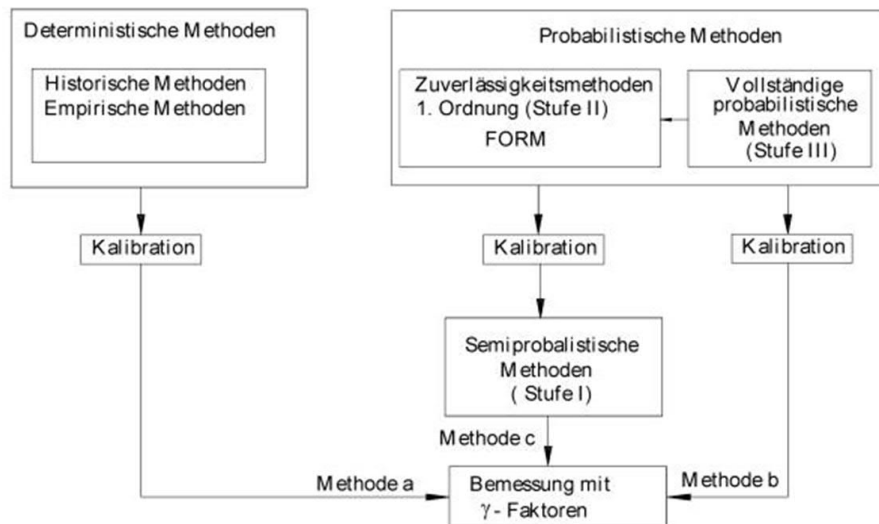 Deterministische Methoden
Historische Methoden
Empirische Methoden
Probabilistische Methoden
Zuverlässigkeitsmethoden
1. Ordnung (Stufe II)
FORM
Vollständige
probabilistische
Methoden
(Stufe III)
Kalibration
Kalibration
Kalibration
Semiprobalistische
Methoden
( Stufe I)
Methode c
Methode a
Bemessung mit
γ - Faktoren
Methode b